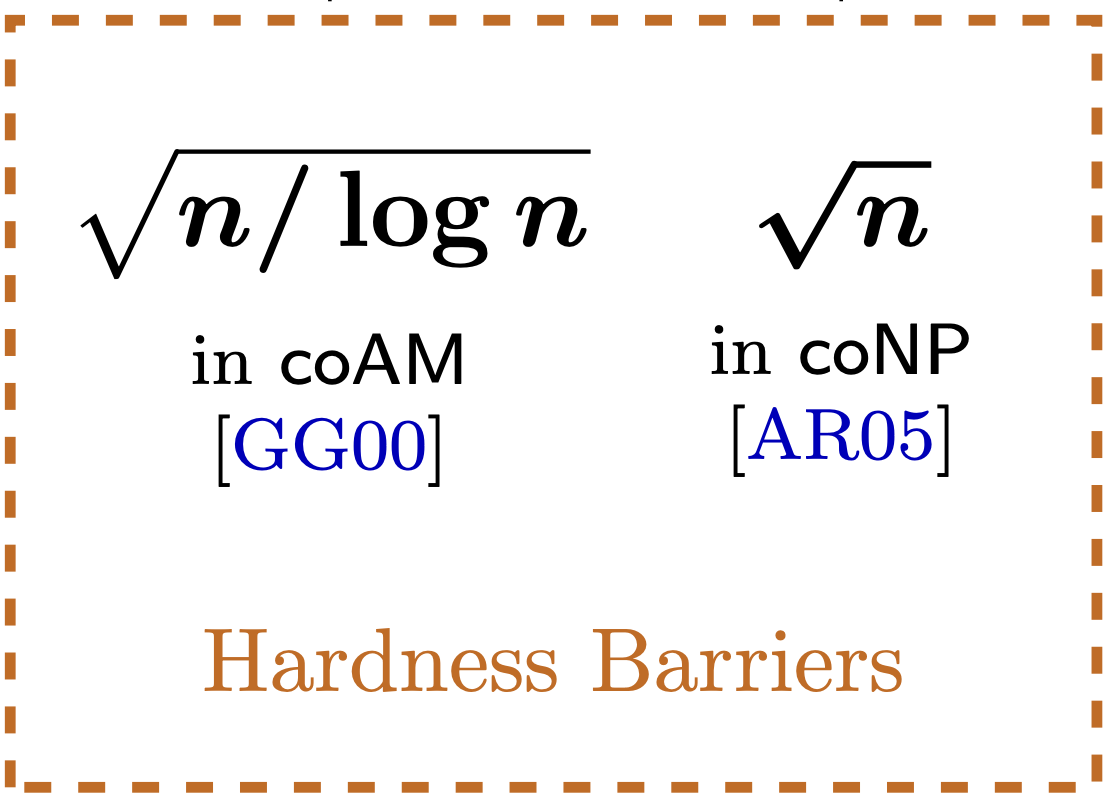 √n/ log n
in coAM
[GG00]
√n
in coNP
[AR05]
Hardness Barriers